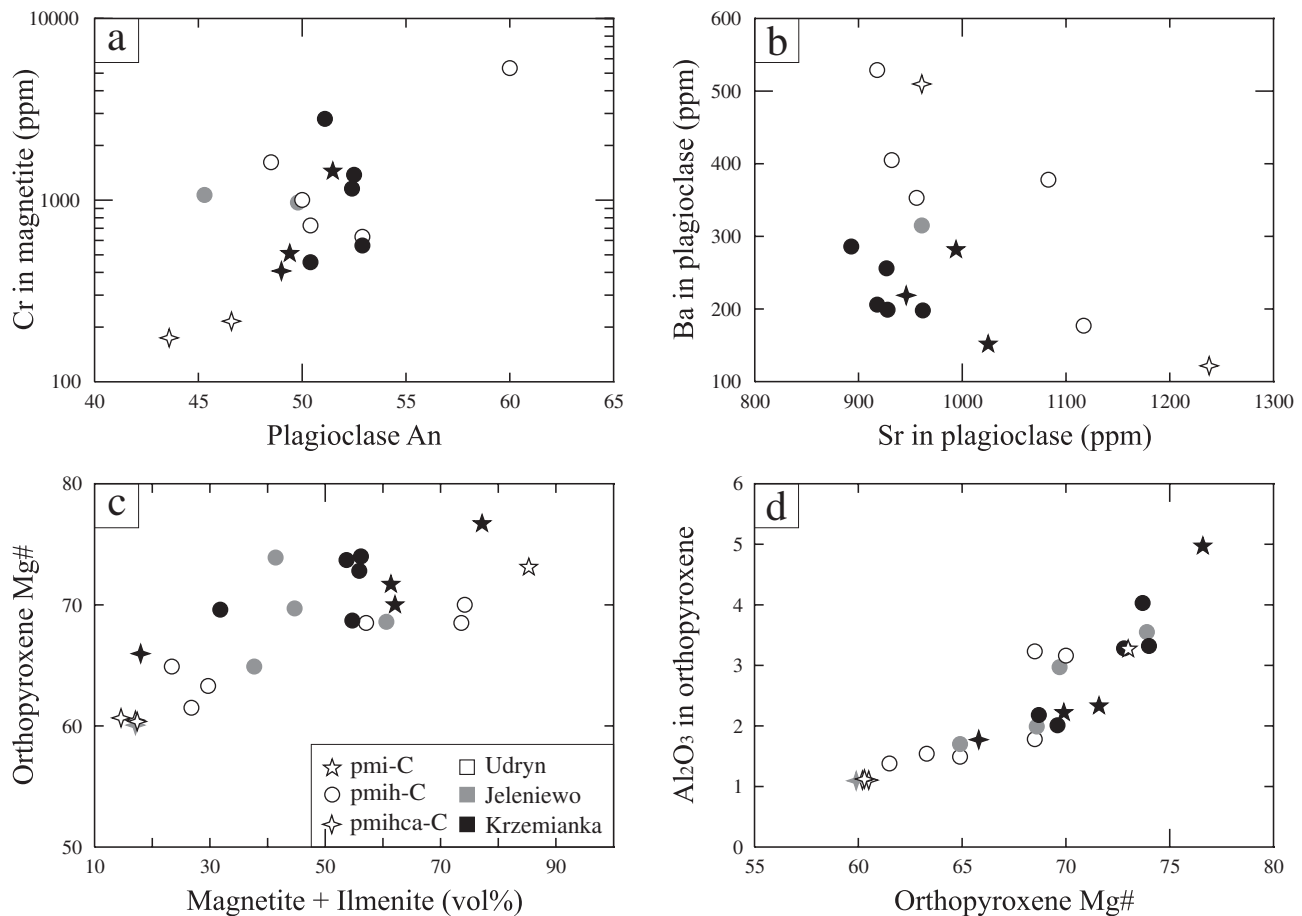 a
10000
1000
100
Cr in magnetite (ppm)
40 45 50 55 60 65
Plagioclase An
b
600
500
400
300
200
100
Ba in plagioclase (ppm)
800 900 1000 1100 1200 1300
Sr in plagioclase (ppm)
c
80
70
60
50
Orthopyroxene Mg#
pmi-C Udryn
pmih-C Jeleniewo
pmihca-C Krzemianka
10 30 50 70 90
Magnetite + Ilmenite (vol%)
d
6
5
4
3
2
1
0
Al2O3 in orthopyroxene
55 60 65 70 75 80
Orthopyroxene Mg#